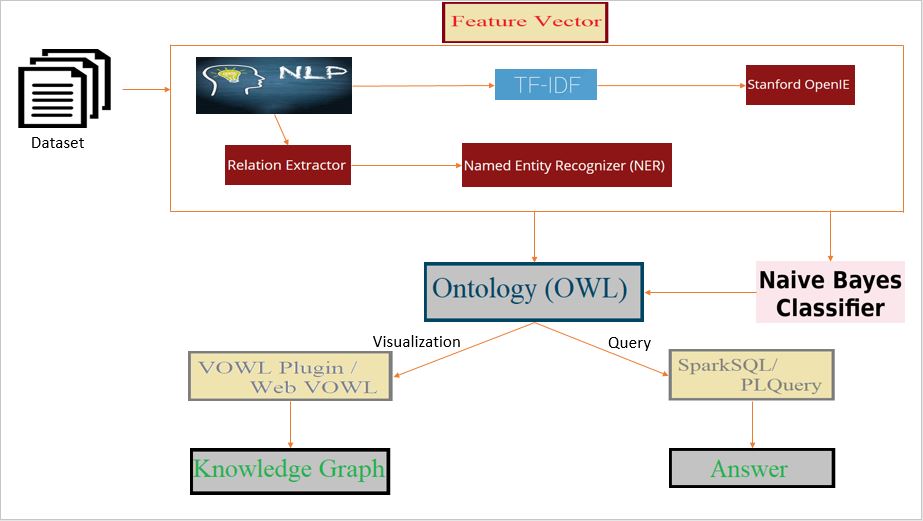 Feature Vector
NLP
TF-IDF
Stanford OpenIE
Dataset
Relation Extractor
Named Entity Recognizer (NER)
Ontology (OWL)
Naive Bayes
Classifier
Visualization
Query
VOWL Plugin /
Web VOWL
SparkSQL/
PLQuery
Knowledge Graph
Answer